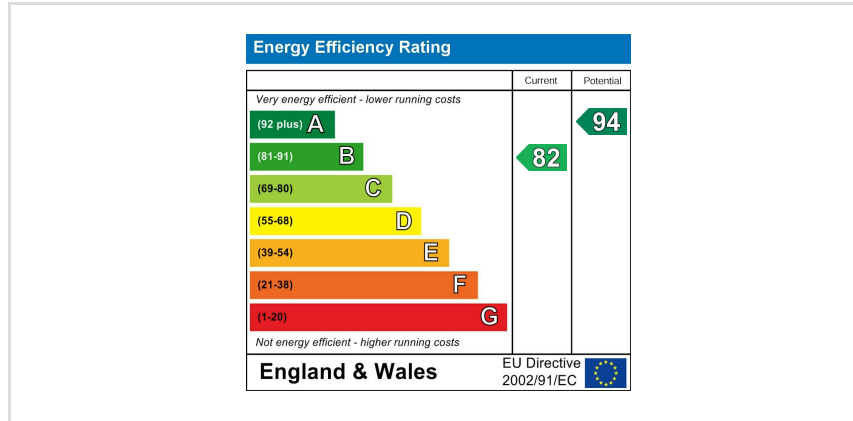 Energy Efficiency Rating
Current Potential
Very energy efficient - lower running costs
(92 plus) A
94
(81-91) B
82
(69-80) C
(55-68) D
(39-54) E
(21-38) F
(1-20) G
Not energy efficient - higher running costs
England & Wales
EU Directive
2002/91/EC